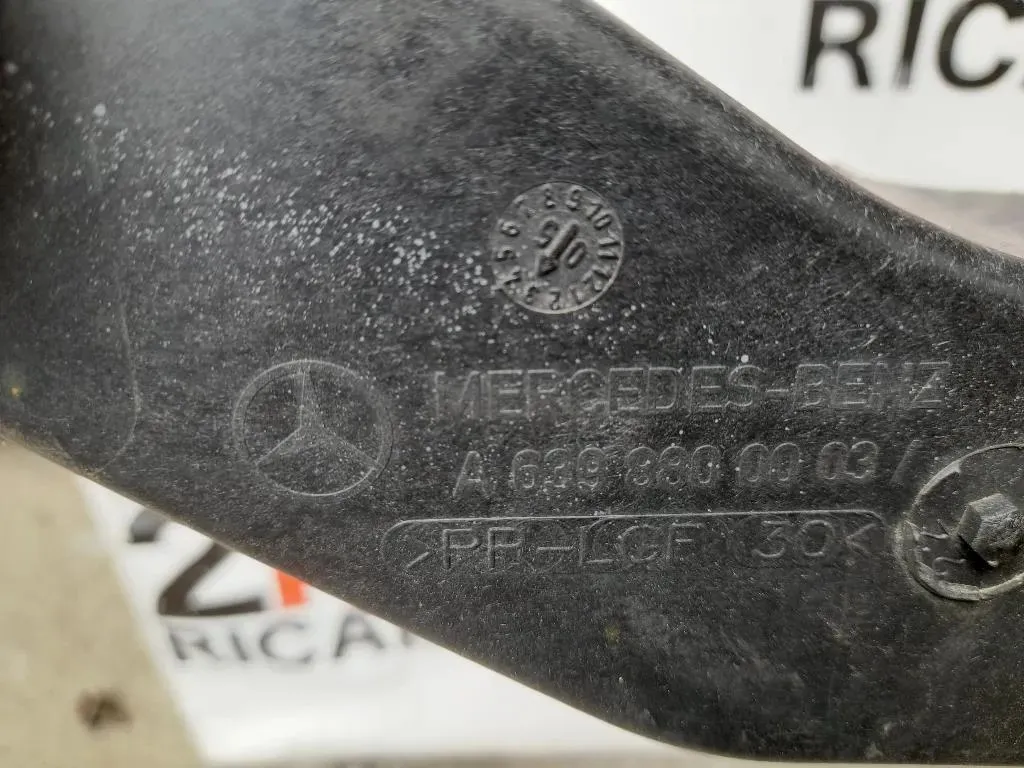 RIC
MERCEDES-BENZ
A 639 880 00 03/
>PP-LGF 30<
RICA